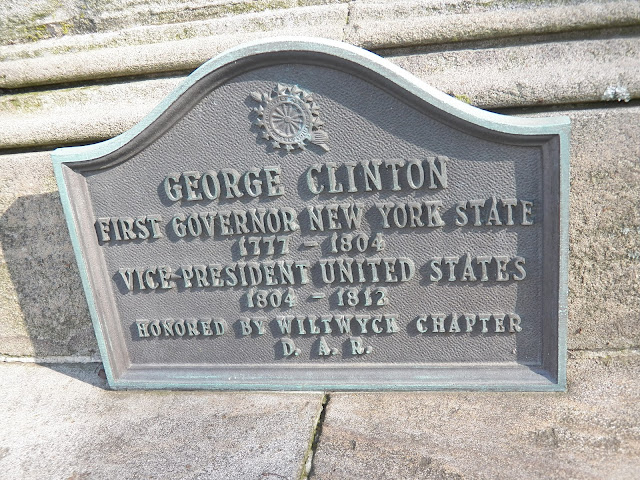 GEORGE CLINTON
FIRST GOVERNOR NEW YORK STATE
1777 - 1804
VICE-PRESIDENT UNITED STATES
1804 - 1812
HONORED BY WILTWYCK CHAPTER
D. A. R.